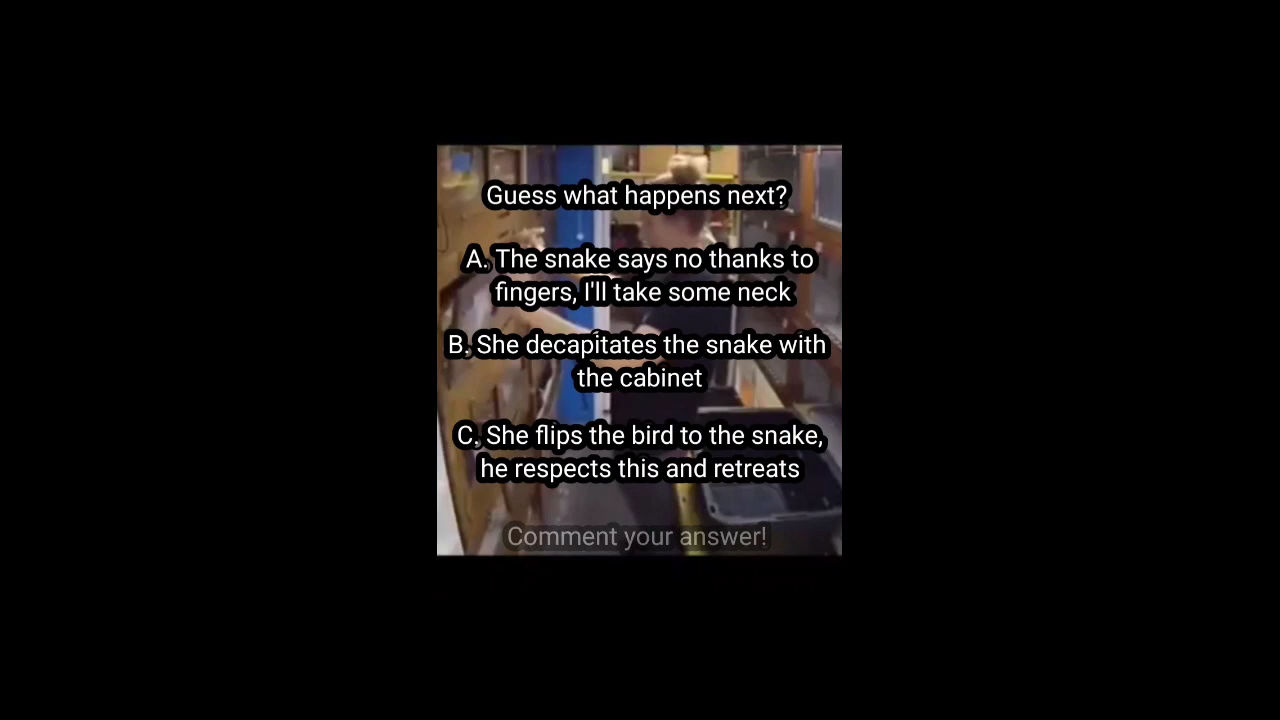 Guess what happens next?
A. The snake says no thanks to
fingers, I'll take some neck
B. She decapitates the snake with
the cabinet
C. She flips the bird to the snake,
he respects this and retreats
Comment your answer!